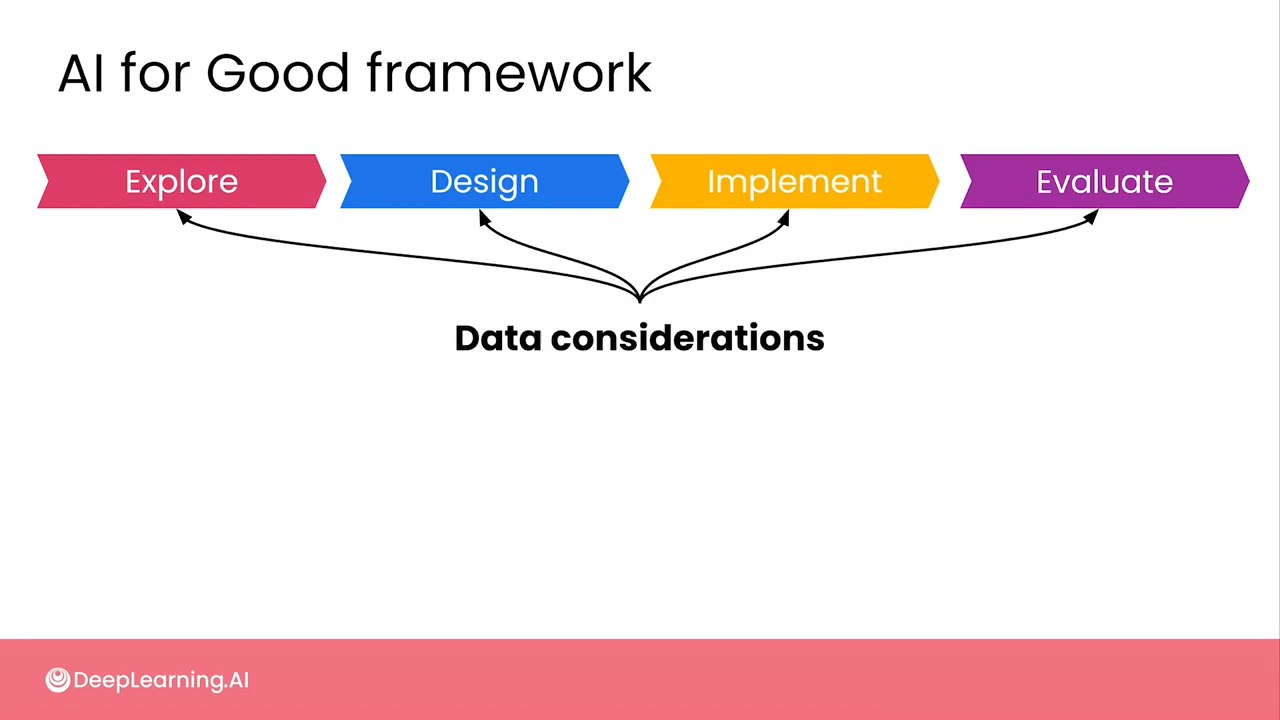 AI for Good framework
Explore
Design
Implement
Evaluate
Data considerations
DeepLearning.AI